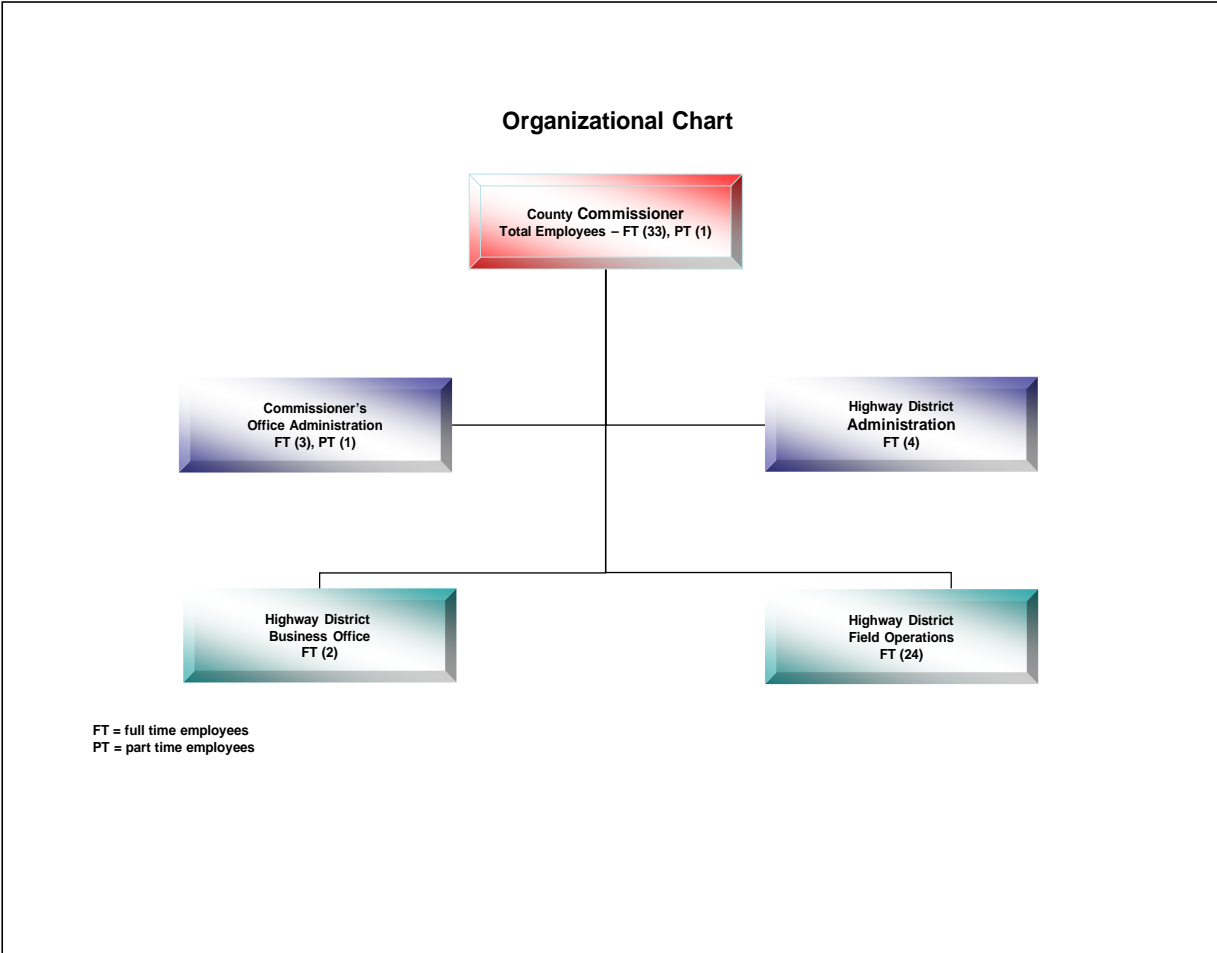 Organizational Chart
County Commissioner
Total Employees – FT (33), PT (1)
Commissioner's
Office Administration
FT (3), PT (1)
Highway District
Administration
FT (4)
Highway District
Business Office
FT (2)
Highway District
Field Operations
FT (24)
FT = full time employees
PT = part time employees